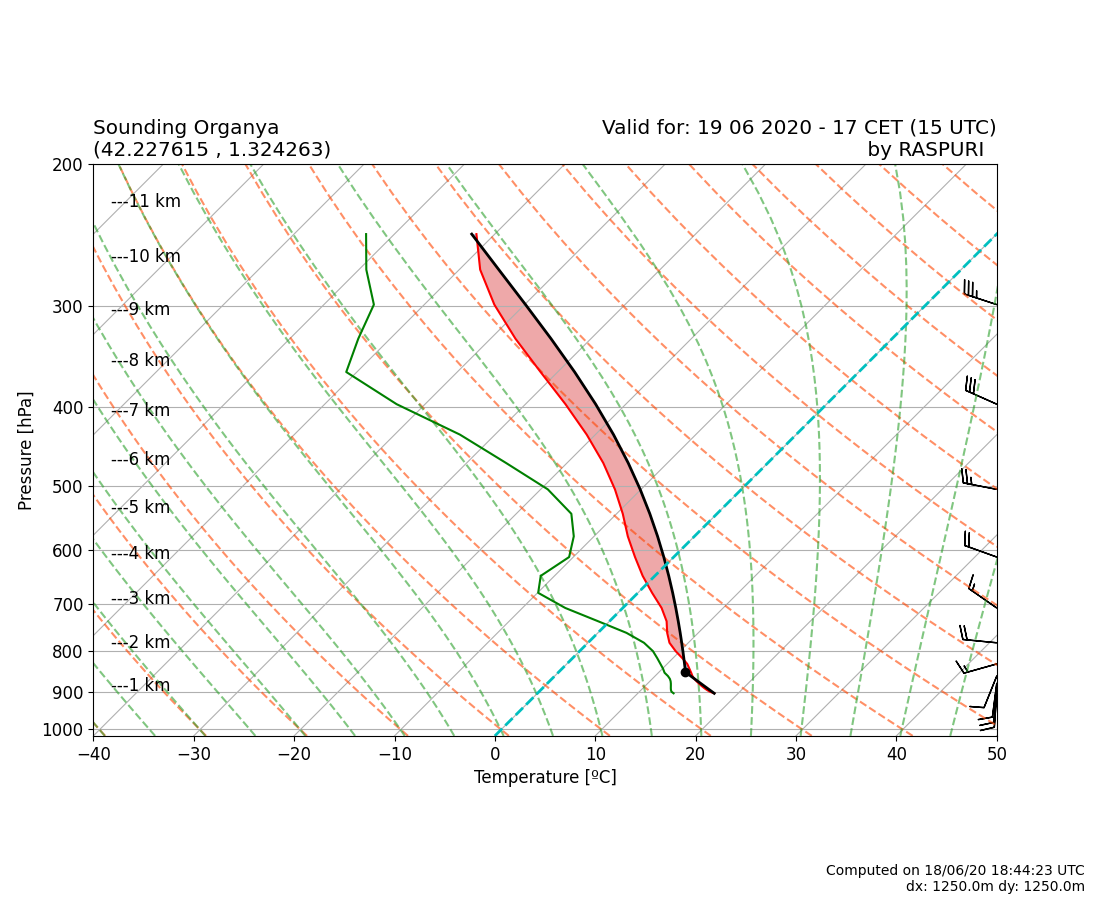 Sounding Organya
(42.227615 , 1.324263)
Valid for: 19 06 2020 - 17 CET (15 UTC)
by RASPURI
200
---11 km
---10 km
300
---9 km
---8 km
400
---7 km
---6 km
500
---5 km
600
---4 km
700
---3 km
800
---2 km
900
---1 km
1000
Pressure [hPa]
−40 −30 −20 −10 0 10 20 30 40 50
Temperature [ºC]
Computed on 18/06/20 18:44:23 UTC
dx: 1250.0m dy: 1250.0m